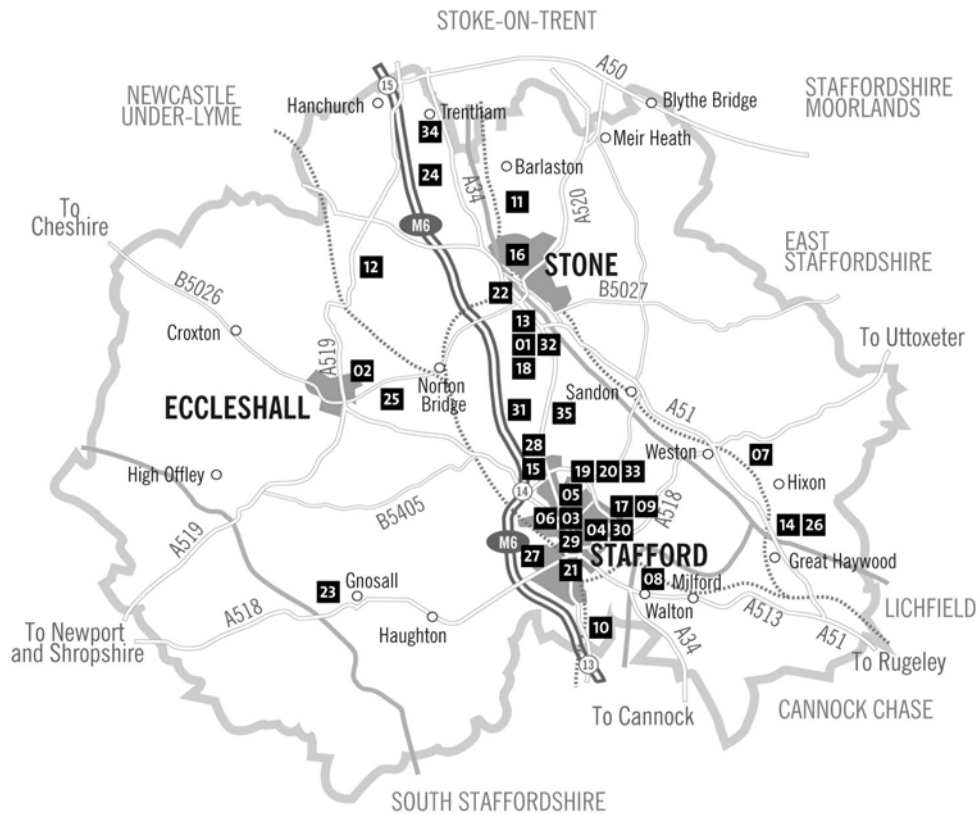 STOKE-ON-TRENT
A50
15
NEWCASTLE
UNDER-LYME
Hanchurch
Trentham
Blythe Bridge
STAFFORDSHIRE
MOORLANDS
34
Meir Heath
24
A34
Barlaston
A520
11
To
Cheshire
M6
16
STONE
EAST
STAFFORDSHIRE
12
B5026
22
B5027
Croxton
13
To Uttoxeter
A519
01
32
02
Norton
Bridge
18
Sandon
ECCLESHALL
25
31
35
A51
28
Weston
07
High Offley
15
19
20
33
Hixon
14
05
17
09
A518
B5405
06
03
04
30
14
26
A519
M6
29
STAFFORD
27
21
Great Haywood
23
Gnosall
08
Milford
Walton
LICHFIELD
A518
Haughton
10
A513
To Newport
and Shropshire
A34
A51
13
To Rugeley
To Cannock
CANNOCK CHASE
SOUTH STAFFORDSHIRE